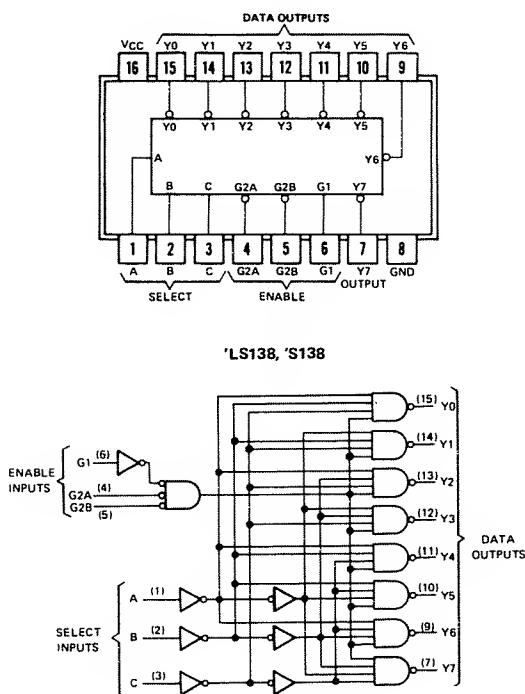 DATA OUTPUTS
VCC Y0 Y1 Y2 Y3 Y4 Y5 Y6
16 15 14 13 12 11 10 9
Y0 Y1 Y2 Y3 Y4 Y5
A Y6
B C G2A G2B G1 Y7
1 2 3 4 5 6 7 8
A B C G2A G2B G1 Y7 GND
SELECT ENABLE OUTPUT
'LS138, 'S138
(15) Y0
(14) Y1
G1 (6)
ENABLE INPUTS
G2A (4)
G2B (5)
(13) Y2
(12) Y3
DATA OUTPUTS
(11) Y4
A (1)
(10) Y5
SELECT INPUTS
B (2)
(9) Y6
C (3)
(7) Y7